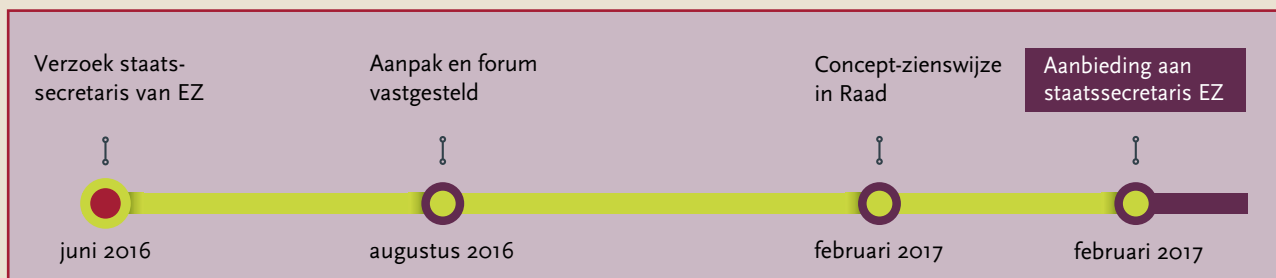 Verzoek staats-
secretaris van EZ
Aanpak en forum
vastgesteld
Concept-zienswijze
in Raad
Aanbieding aan
staatssecretaris EZ
juni 2016
augustus 2016
februari 2017
februari 2017